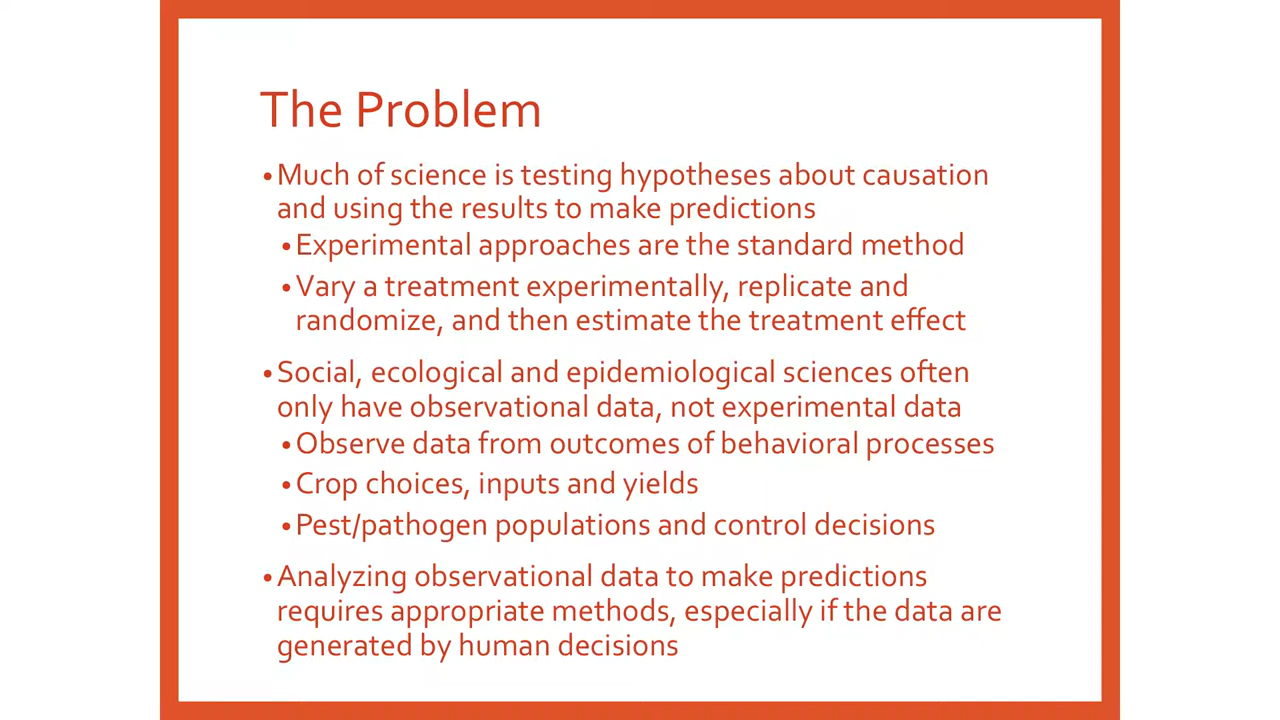 The Problem
•Much of science is testing hypotheses about causation
and using the results to make predictions
•Experimental approaches are the standard method
•Vary a treatment experimentally, replicate and
randomize, and then estimate the treatment effect
•Social, ecological and epidemiological sciences often
only have observational data, not experimental data
•Observe data from outcomes of behavioral processes
•Crop choices, inputs and yields
•Pest/pathogen populations and control decisions
•Analyzing observational data to make predictions
requires appropriate methods, especially if the data are
generated by human decisions